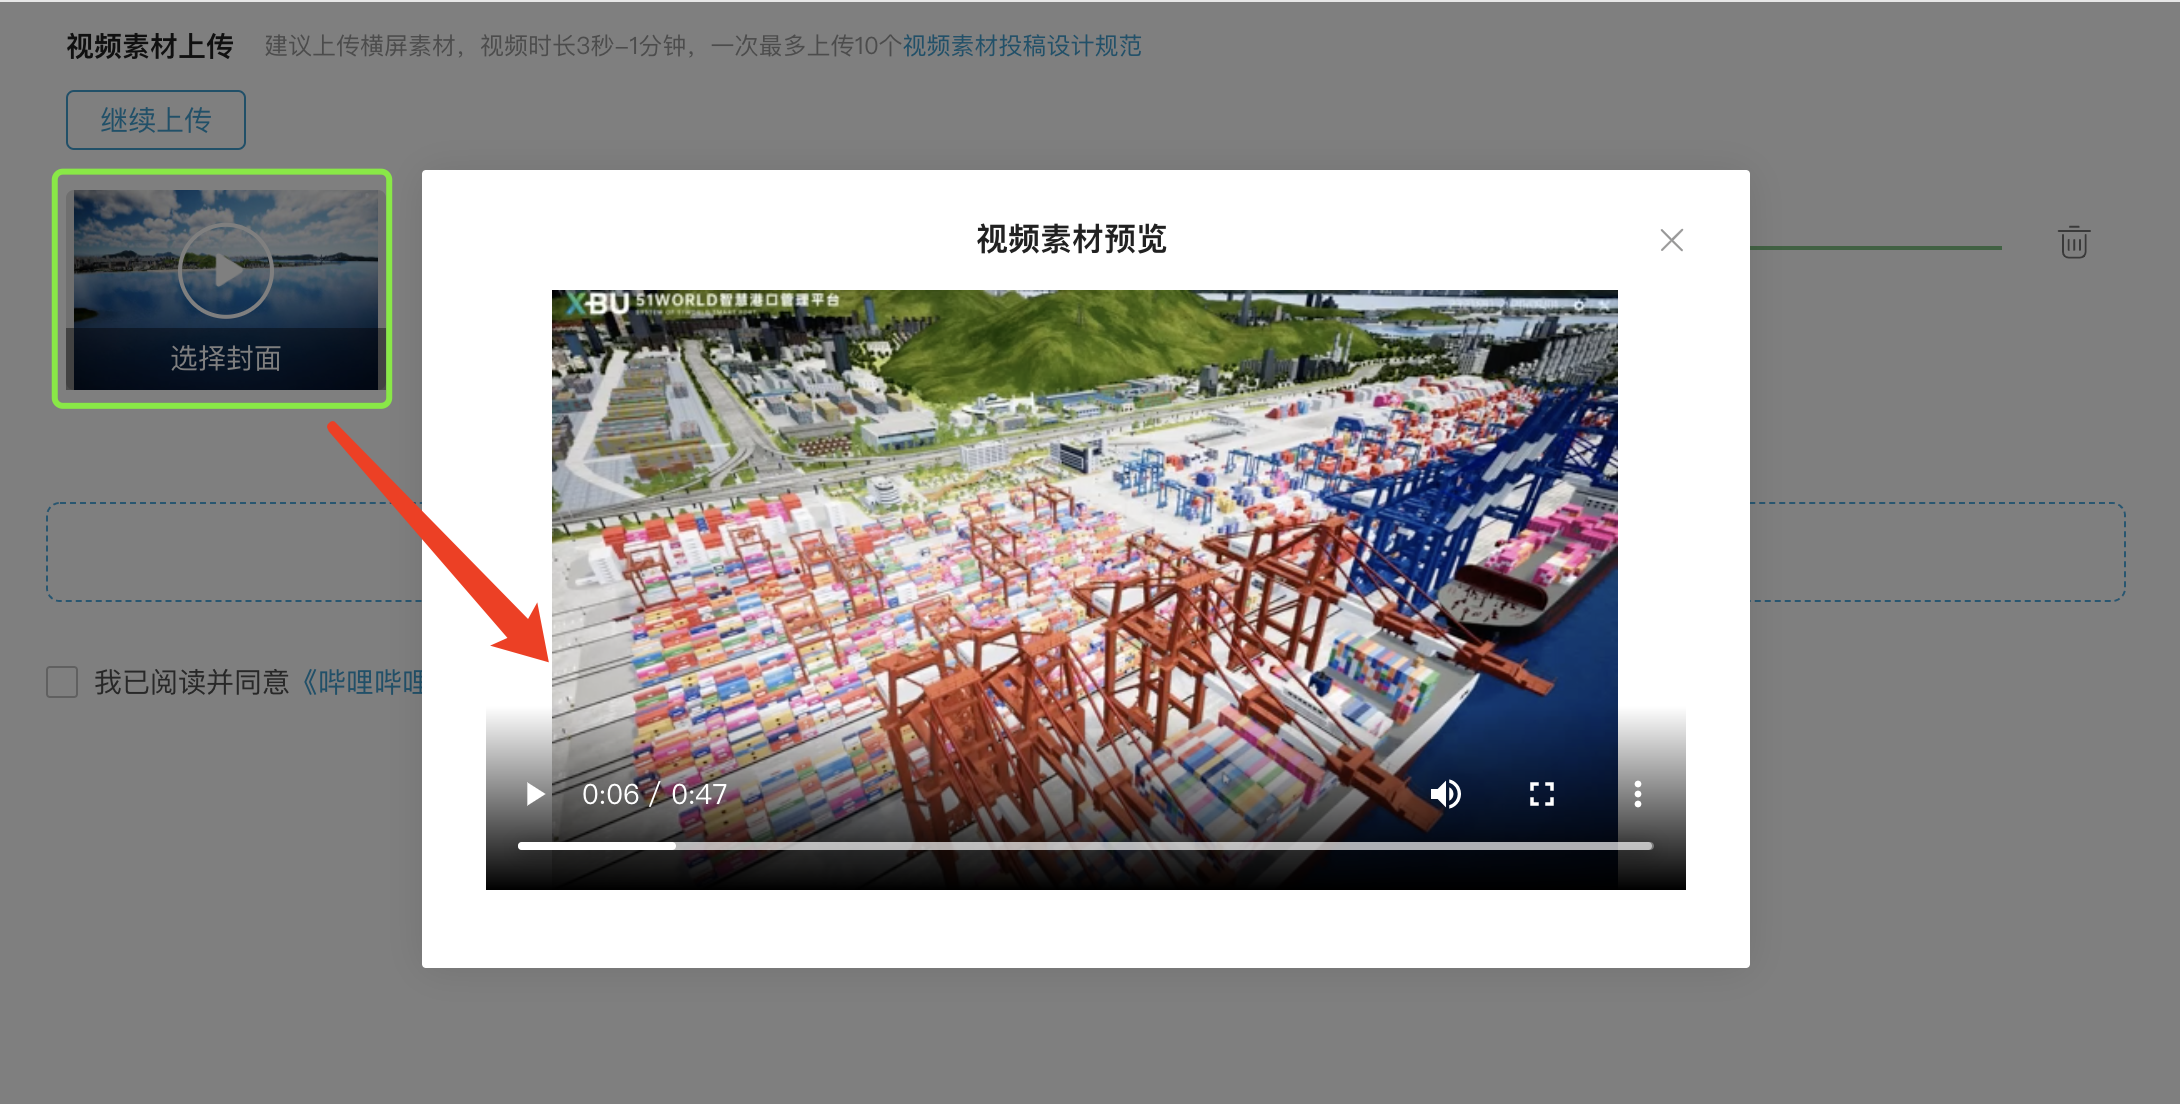 视频素材上传 建议上传横屏素材，视频时长3秒-1分钟，一次最多上传10个视频素材投稿设计规范
继续上传
选择封面
视频素材预览
XBU 51WORLD智慧港口管理平台
0:06 / 0:47
我已阅读并同意《哔哩哔哩